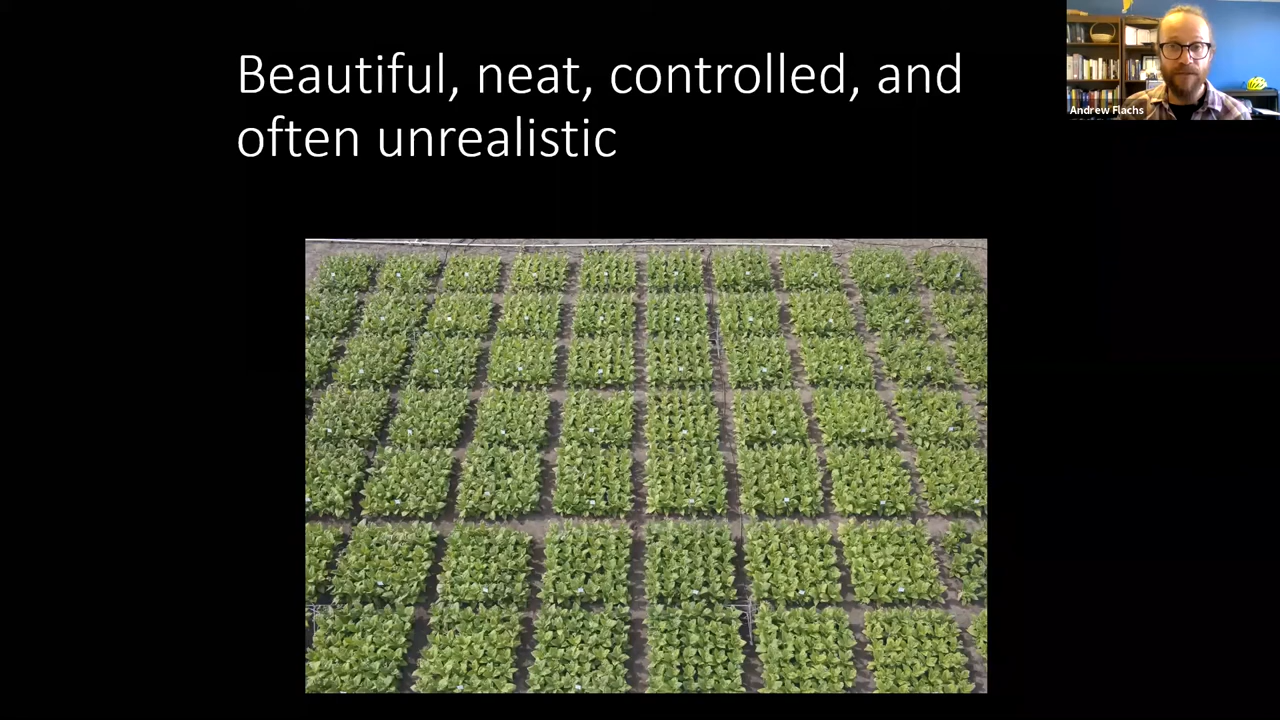 Beautiful, neat, controlled, and
often unrealistic
Andrew Flachs